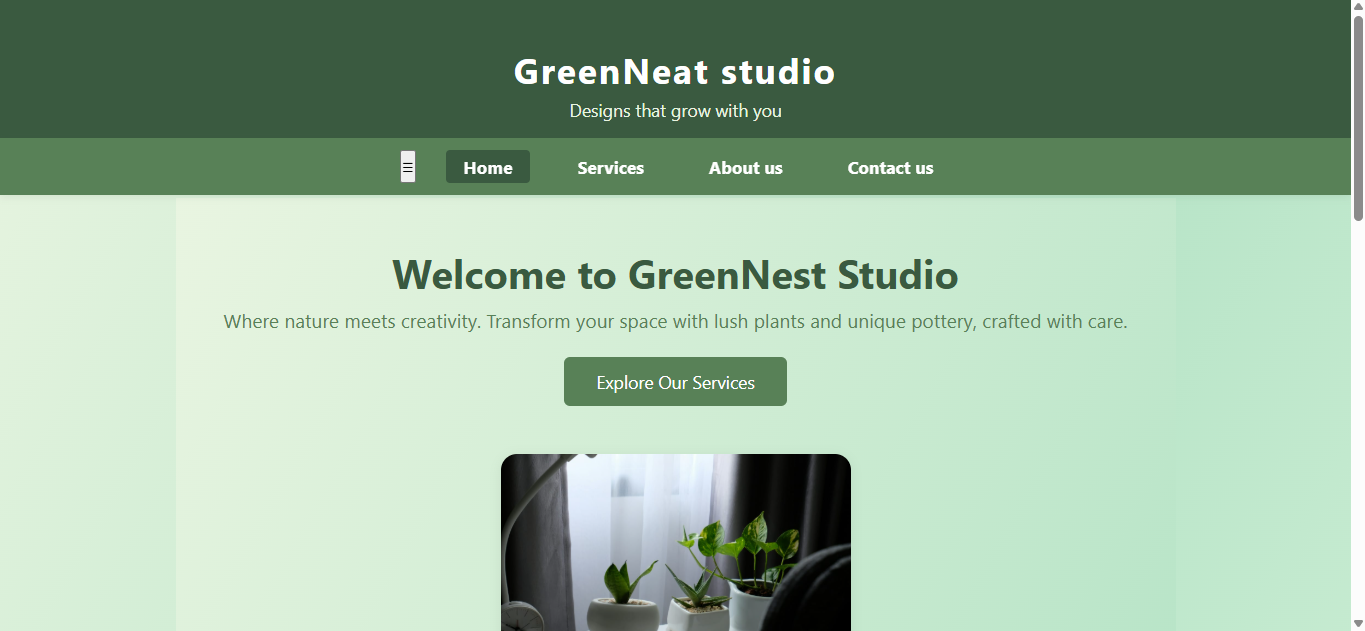 GreenNeat studio
Designs that grow with you
☰ Home Services About us Contact us
Welcome to GreenNest Studio
Where nature meets creativity. Transform your space with lush plants and unique pottery, crafted with care.
Explore Our Services